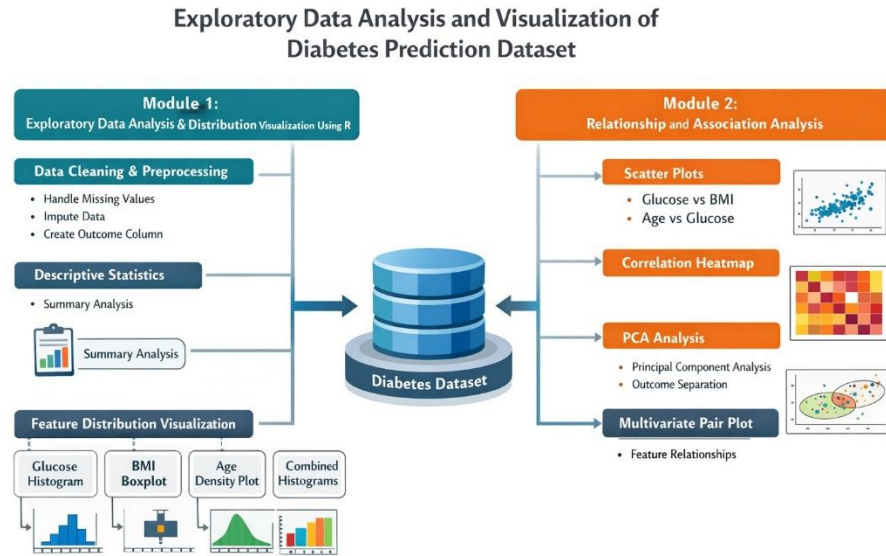 Exploratory Data Analysis and Visualization of
Diabetes Prediction Dataset
Module 1:
Exploratory Data Analysis & Distribution Visualization Using R
Data Cleaning & Preprocessing
• Handle Missing Values
• Impute Data
• Create Outcome Column
Descriptive Statistics
• Summary Analysis
Summary Analysis
Feature Distribution Visualization
Glucose
Histogram
BMI
Boxplot
Age
Density Plot
Combined
Histograms
Diabetes Dataset
Module 2:
Relationship and Association Analysis
Scatter Plots
• Glucose vs BMI
• Age vs Glucose
Correlation Heatmap
PCA Analysis
• Principal Component Analysis
• Outcome Separation
Multivariate Pair Plot
• Feature Relationships